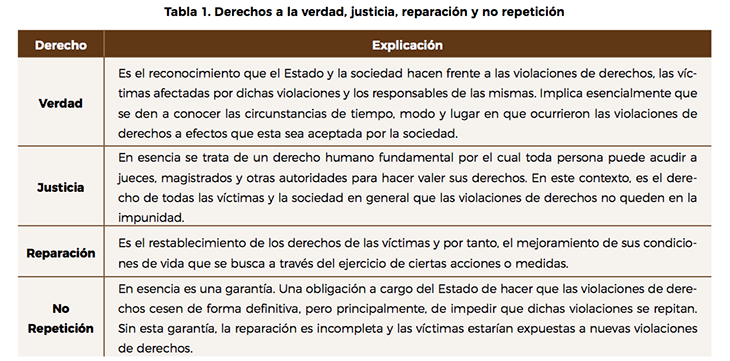 Tabla 1. Derechos a la verdad, justicia, reparación y no repetición
Derecho
Explicación
Verdad
Es el reconocimiento que el Estado y la sociedad hacen frente a las violaciones de derechos, las víc-
timas afectadas por dichas violaciones y los responsables de las mismas. Implica esencialmente que
se den a conocer las circunstancias de tiempo, modo y lugar en que ocurrieron las violaciones de
derechos a efectos que esta sea aceptada por la sociedad.
Justicia
En esencia se trata de un derecho humano fundamental por el cual toda persona puede acudir a
jueces, magistrados y otras autoridades para hacer valer sus derechos. En este contexto, es el dere-
cho de todas las víctimas y la sociedad en general que las violaciones de derechos no queden en la
impunidad.
Reparación
Es el restablecimiento de los derechos de las víctimas y por tanto, el mejoramiento de sus condicio-
nes de vida que se busca a través del ejercicio de ciertas acciones o medidas.
No
Repetición
En esencia es una garantía. Una obligación a cargo del Estado de hacer que las violaciones de dere-
chos cesen de forma definitiva, pero principalmente, de impedir que dichas violaciones se repitan.
Sin esta garantía, la reparación es incompleta y las víctimas estarían expuestas a nuevas violaciones
de derechos.